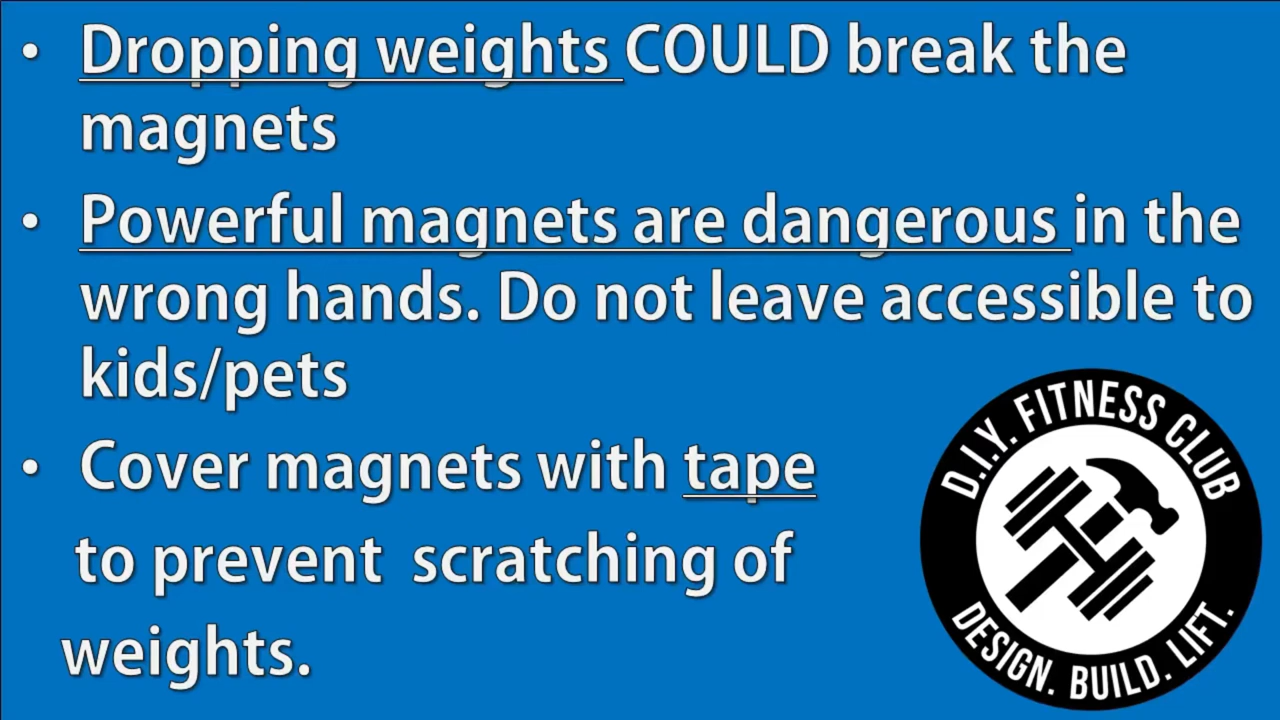 • Dropping weights COULD break the
magnets
• Powerful magnets are dangerous in the
wrong hands. Do not leave accessible to
kids/pets
• Cover magnets with tape
to prevent scratching of
weights.
D.I.Y. FITNESS CLUB
DESIGN. BUILD. LIFT.